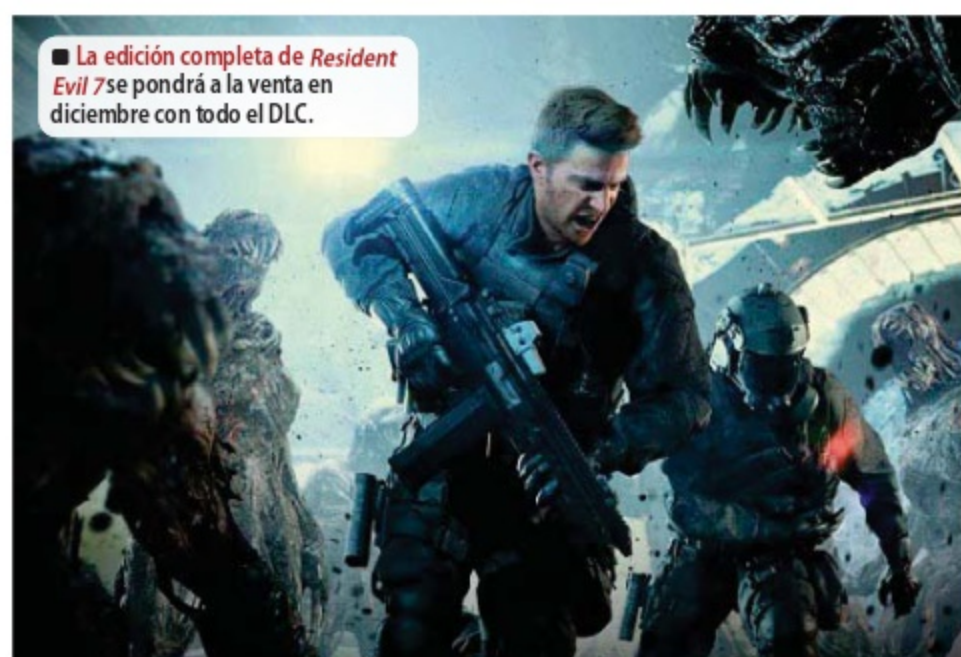 ■ La edición completa de Resident
Evil 7 se pondrá a la venta en
diciembre con todo el DLC.